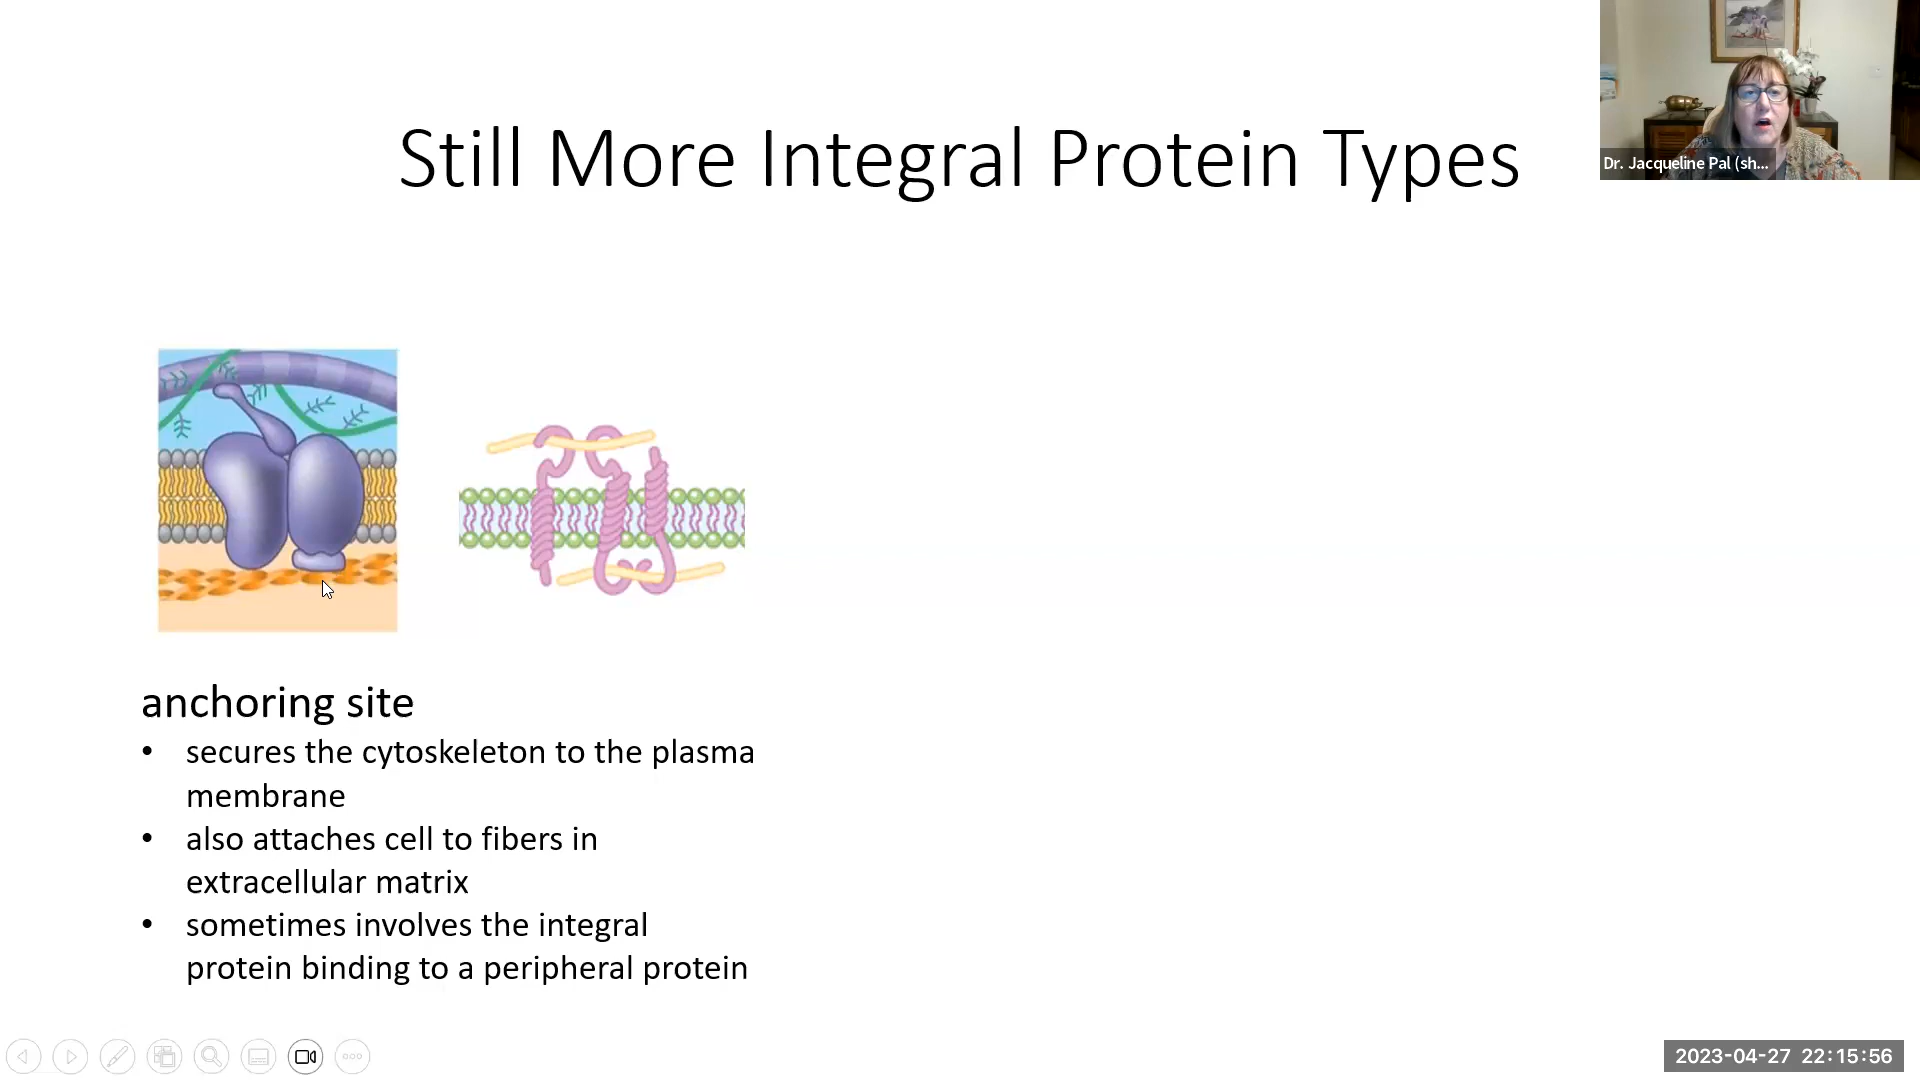 Still More Integral Protein Types
Dr. Jacqueline Pal (sh...
anchoring site
• secures the cytoskeleton to the plasma
membrane
• also attaches cell to fibers in
extracellular matrix
• sometimes involves the integral
protein binding to a peripheral protein
2023-04-27 22:15:56